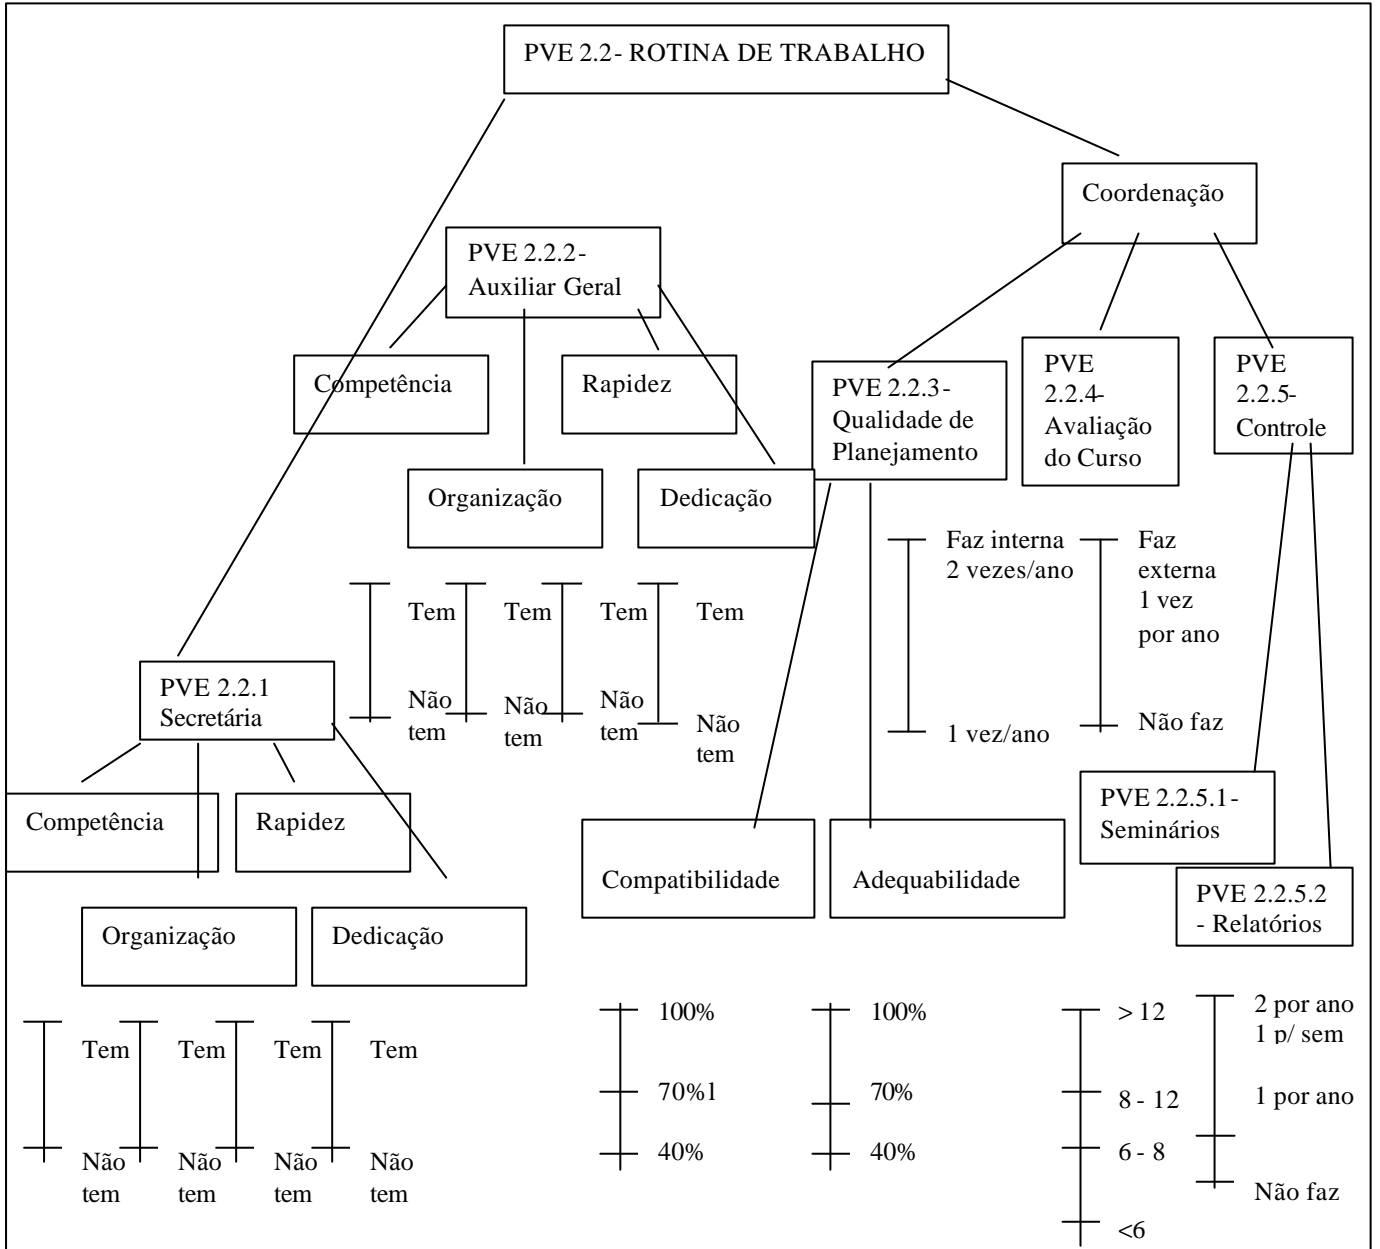 PVE 2.2- ROTINA DE TRABALHO
Coordenação
PVE 2.2.2-
Auxiliar Geral
Competência
Rapidez
Organização
Dedicação
PVE 2.2.3-
Qualidade de
Planejamento
PVE
2.2.4-
Avaliação
do Curso
PVE
2.2.5-
Controle
Faz interna
2 vezes/ano
1 vez/ano
Faz
externa
1 vez
por ano
Não faz
Tem
Tem
Tem
Tem
Não
tem
Não
tem
Não
tem
Não
tem
PVE 2.2.1
Secretária
Competência
Rapidez
Organização
Dedicação
Compatibilidade
Adequabilidade
PVE 2.2.5.1-
Seminários
PVE 2.2.5.2
- Relatórios
Tem
Tem
Tem
Tem
Não
tem
Não
tem
Não
tem
Não
tem
100%
70%l
40%
100%
70%
40%
> 12
8 - 12
6 - 8
<6
2 por ano
1 p/ sem
1 por ano
Não faz